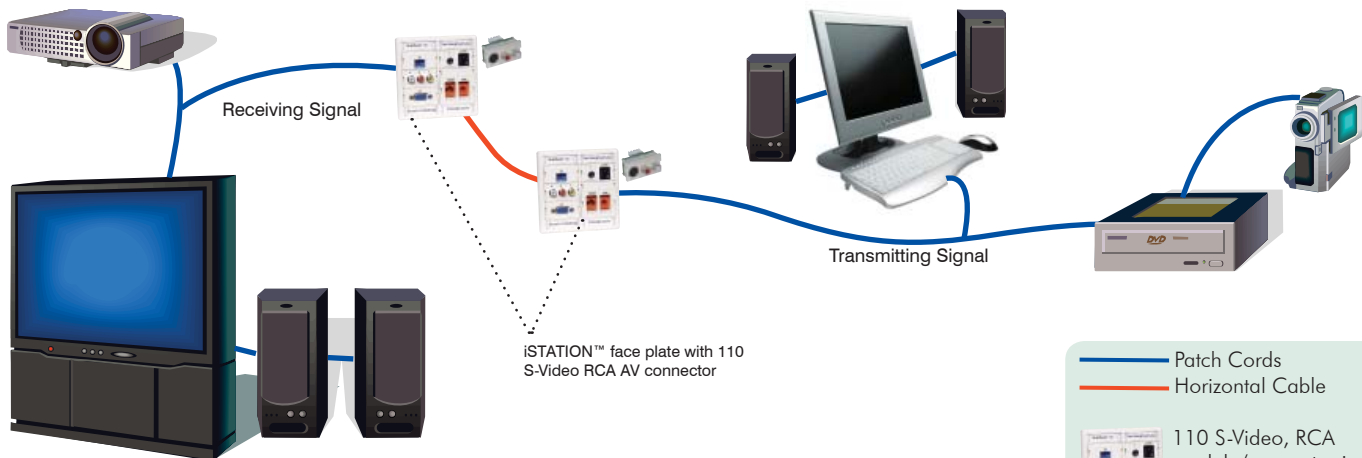 Receiving Signal
Transmitting Signal
DVD
iSTATION™ face plate with 110
S-Video RCA AV connector
Patch Cords
Horizontal Cable
110 S-Video, RCA